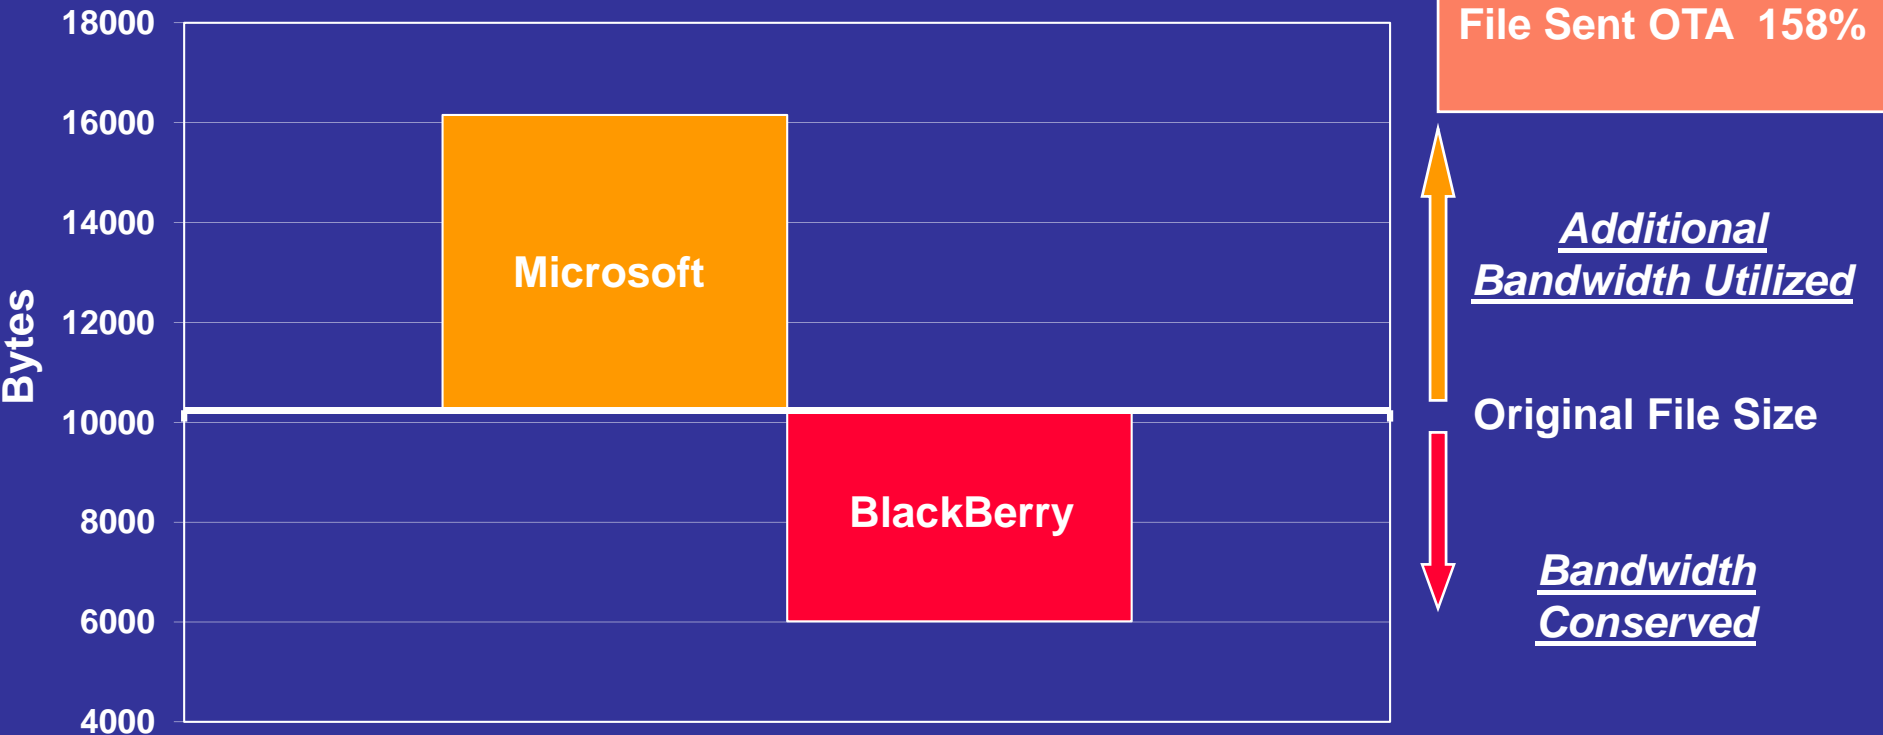 18000
16000
14000
12000
10000
8000
6000
4000
Bytes
Microsoft
BlackBerry
File Sent OTA 158%
Additional
Bandwidth Utilized
Original File Size
Bandwidth
Conserved